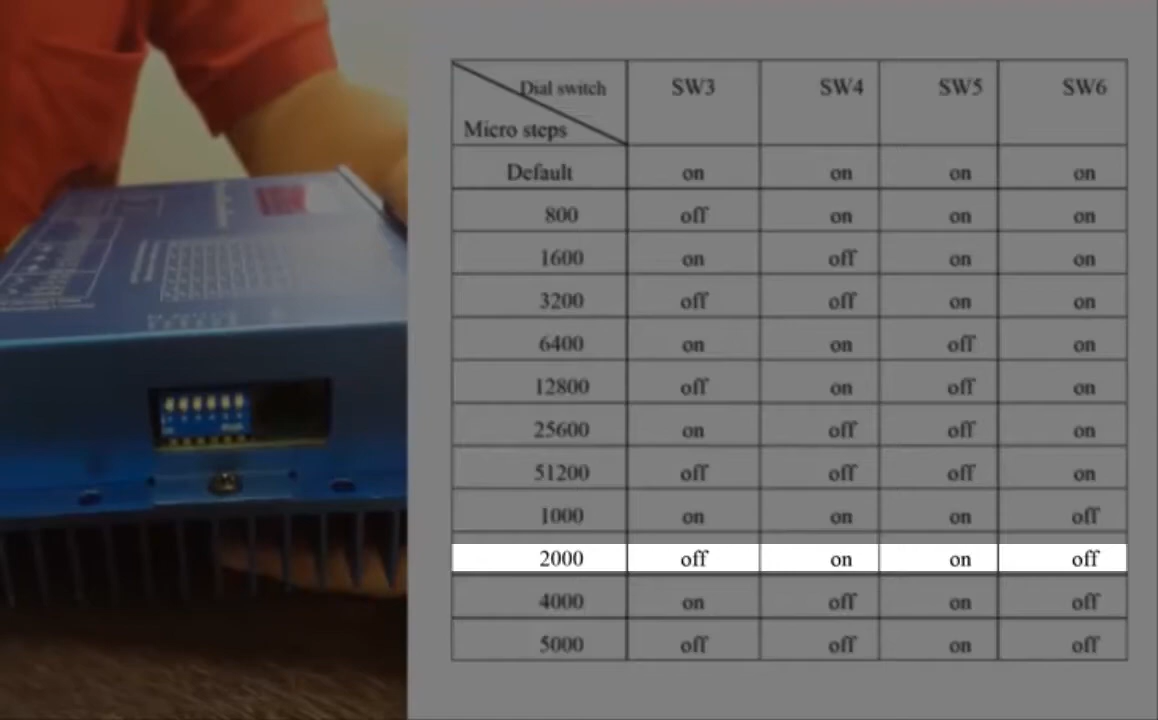 Dial switch SW3 SW4 SW5 SW6
Micro steps
Default on on on on
800 off on on on
1600 on off on on
3200 off off on on
6400 on on off on
12800 off on off on
25600 on off off on
51200 off off off on
1000 on on on off
2000 off on on off
4000 on off on off
5000 off off on off